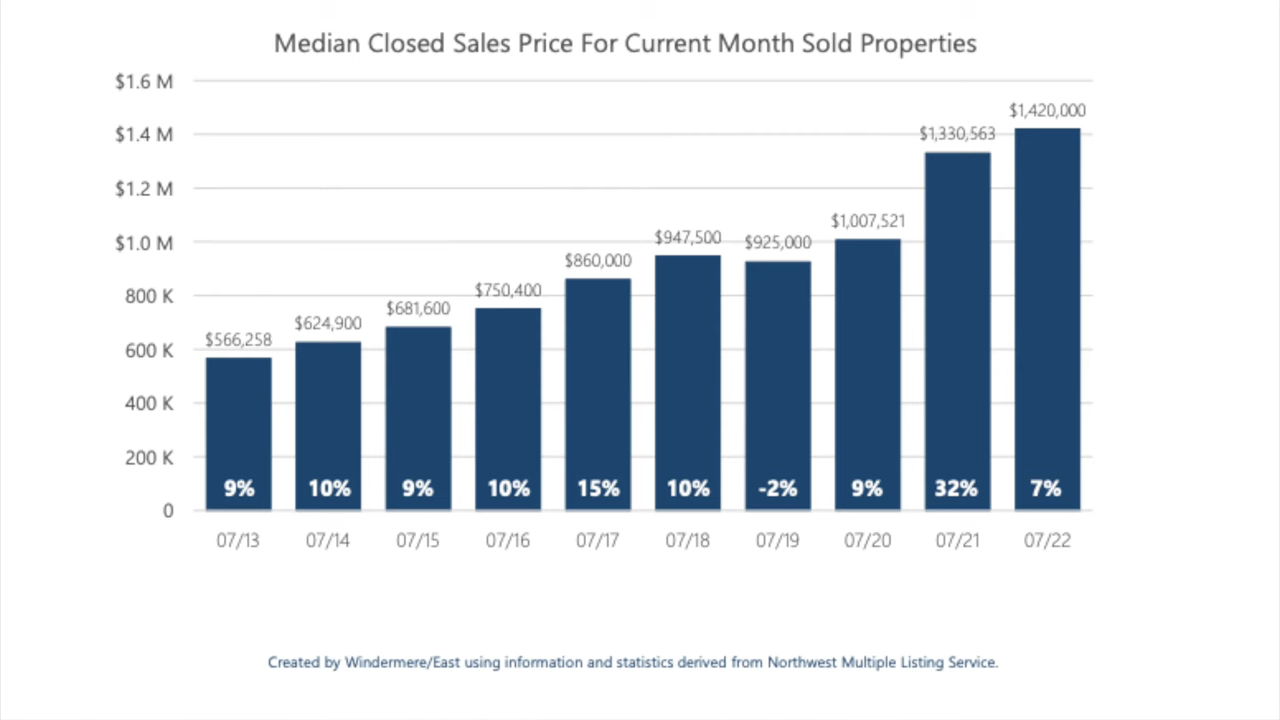 Median Closed Sales Price For Current Month Sold Properties
$1.6 M
$1.4 M
$1.2 M
$1.0 M
800 K
600 K
400 K
200 K
0
$566,258
$624,900
$681,600
$750,400
$860,000
$947,500
$925,000
$1,007,521
$1,330,563
$1,420,000
9% 10% 9% 10% 15% 10% -2% 9% 32% 7%
07/13 07/14 07/15 07/16 07/17 07/18 07/19 07/20 07/21 07/22
Created by Windermere/East using information and statistics derived from Northwest Multiple Listing Service.